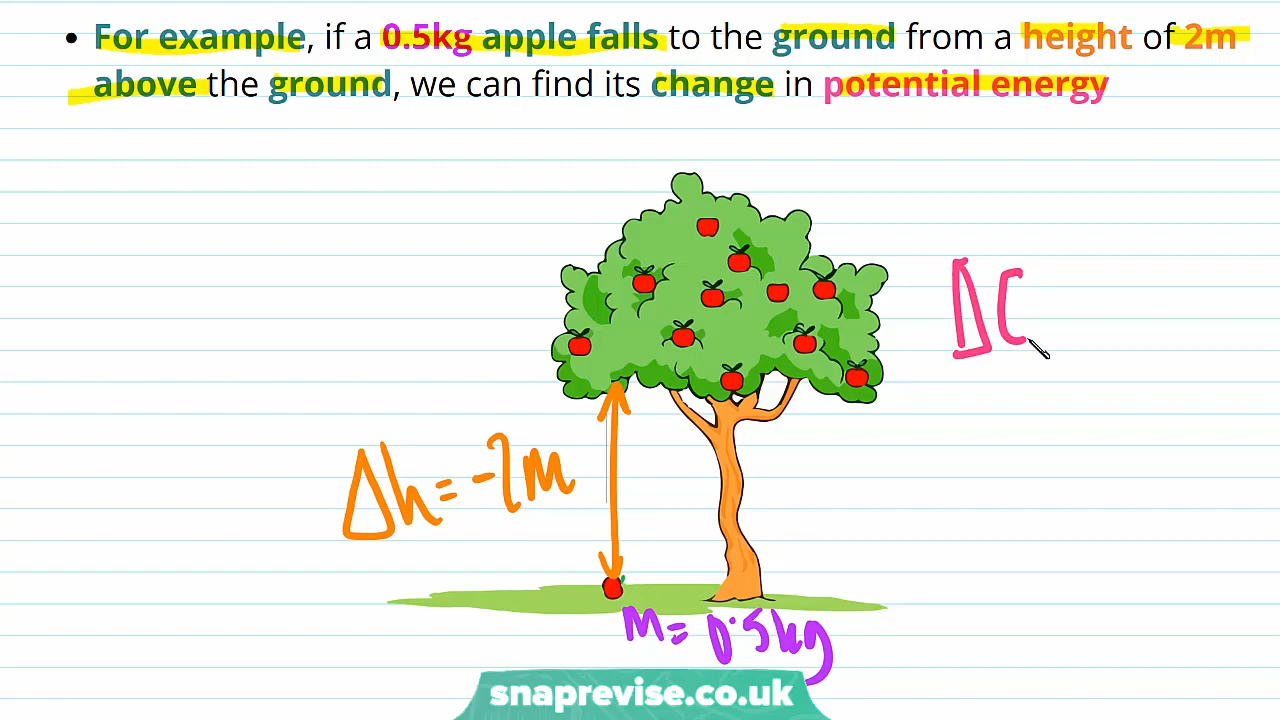 • For example, if a 0.5kg apple falls to the ground from a height of 2m
above the ground, we can find its change in potential energy
Δh = -2m
m = 0.5kg
snaprevise.co.uk